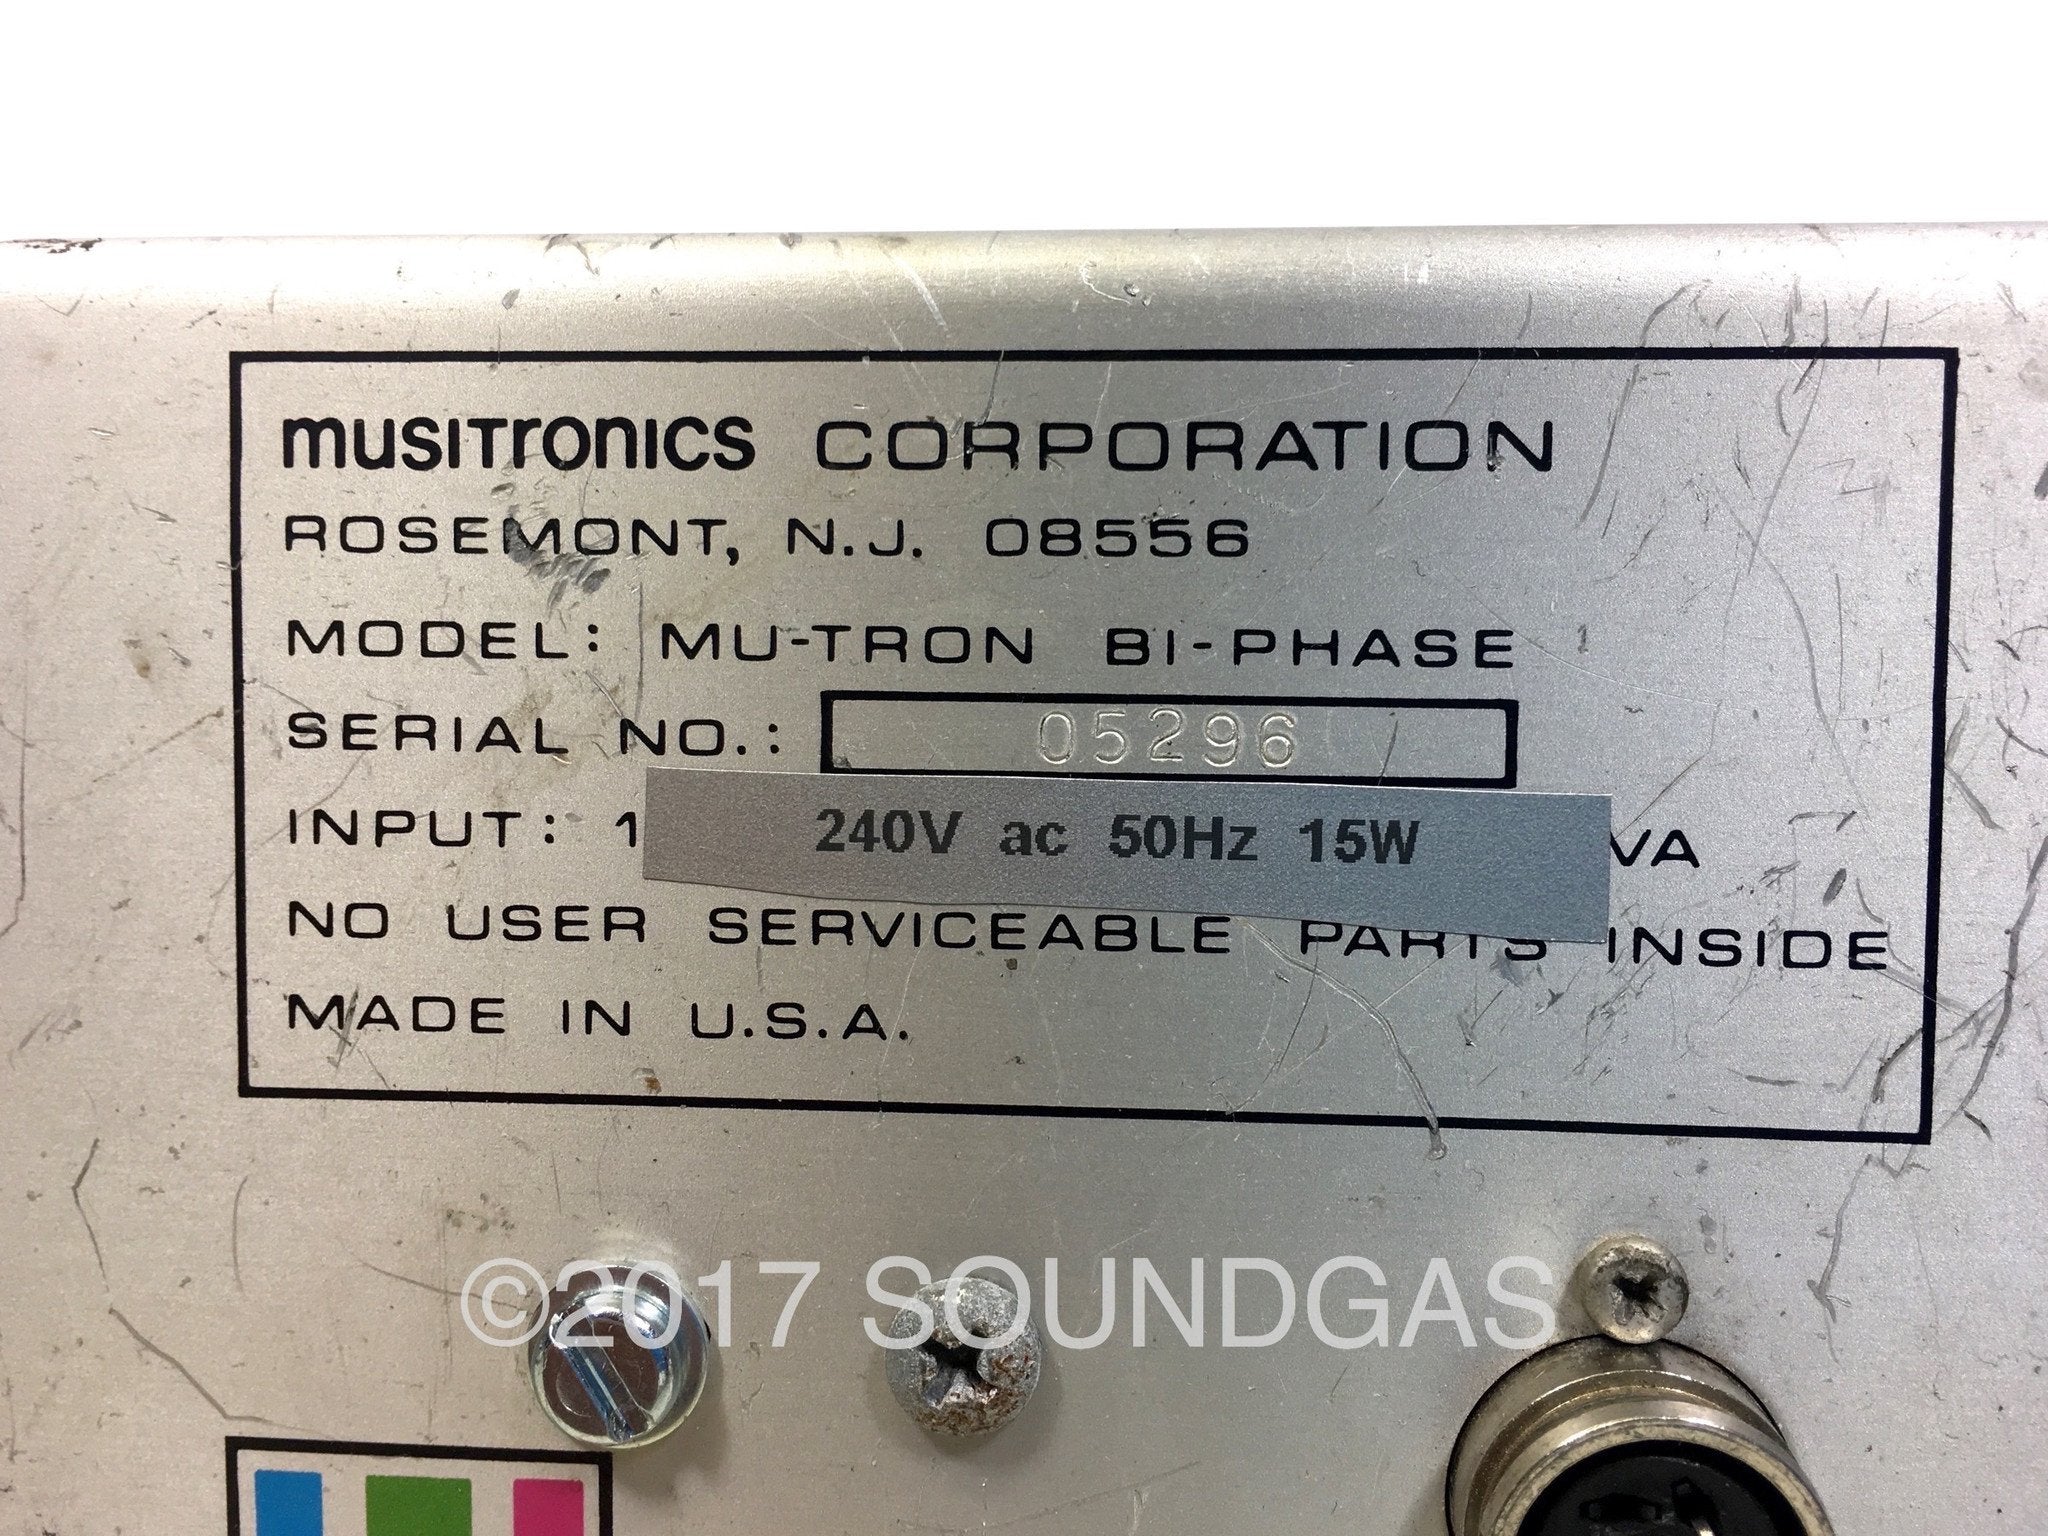 musitronics CORPORATION
ROSEMONT, N.J. 08556
MODEL: MU-TRON BI-PHASE
SERIAL NO.: 05296
INPUT: 1 240V ac 50Hz 15W VA
NO USER SERVICEABLE PARTS INSIDE
MADE IN U.S.A.
©2017 SOUNDGAS